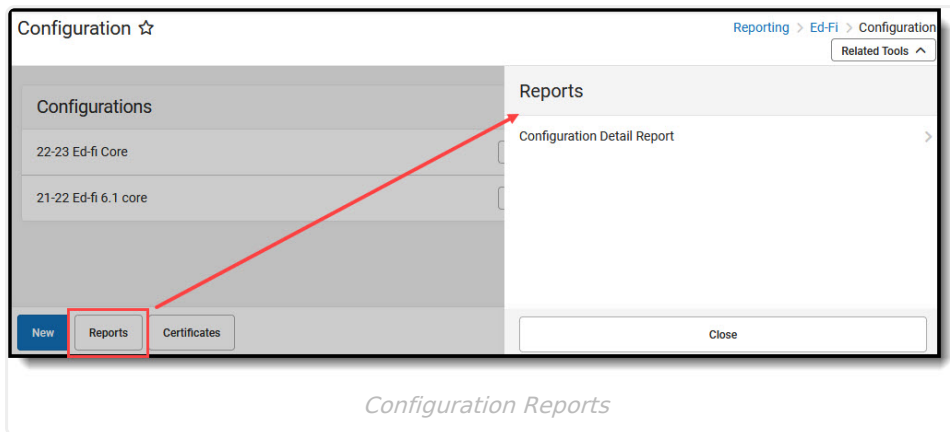 Configuration
Reporting > Ed-Fi > Configuration
Related Tools
Configurations
22-23 Ed-fi Core
21-22 Ed-fi 6.1 core
New
Reports
Certificates
Reports
Configuration Detail Report
Close
Configuration Reports